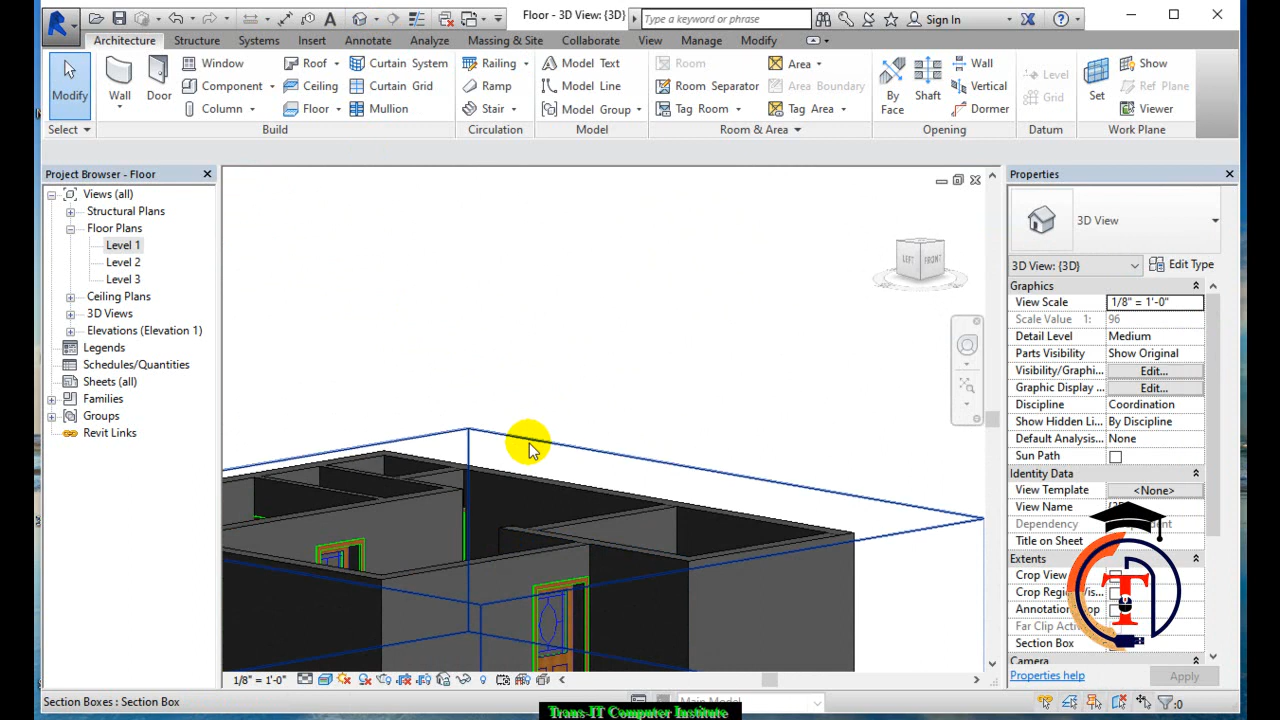 Floor - 3D View: {3D}
Type a keyword or phrase
Sign In
Architecture Structure Systems Insert Annotate Analyze Massing & Site Collaborate View Manage Modify
Modify
Select
Wall
Door
Window
Component
Column
Roof
Ceiling
Floor
Curtain System
Curtain Grid
Mullion
Build
Railing
Ramp
Stair
Circulation
Model Text
Model Line
Model Group
Model
Room
Room Separator
Tag Room
Area
Area Boundary
Tag Area
Room & Area
By Face
Shaft
Wall
Vertical
Dormer
Opening
Level
Grid
Datum
Set
Show
Ref Plane
Viewer
Work Plane
Project Browser - Floor
Views (all)
Structural Plans
Floor Plans
Level 1
Level 2
Level 3
Ceiling Plans
3D Views
Elevations (Elevation 1)
Legends
Schedules/Quantities
Sheets (all)
Families
Groups
Revit Links
LEFT FRONT
Properties
3D View
3D View: {3D} Edit Type
Graphics
View Scale 1/8" = 1'-0"
Scale Value 1: 96
Detail Level Medium
Parts Visibility Show Original
Visibility/Graphi... Edit...
Graphic Display ... Edit...
Discipline Coordination
Show Hidden Li... By Discipline
Default Analysis... None
Sun Path
Identity Data
View Template <None>
View Name
Dependency
Title on Sheet
Extents
Crop View
Crop Region
Annotation
Far Clip Acti
Section Box
Camera
Properties help Apply
1/8" = 1'-0"
Section Boxes : Section Box
Main Model
:0
Trans-IT Computer Institute